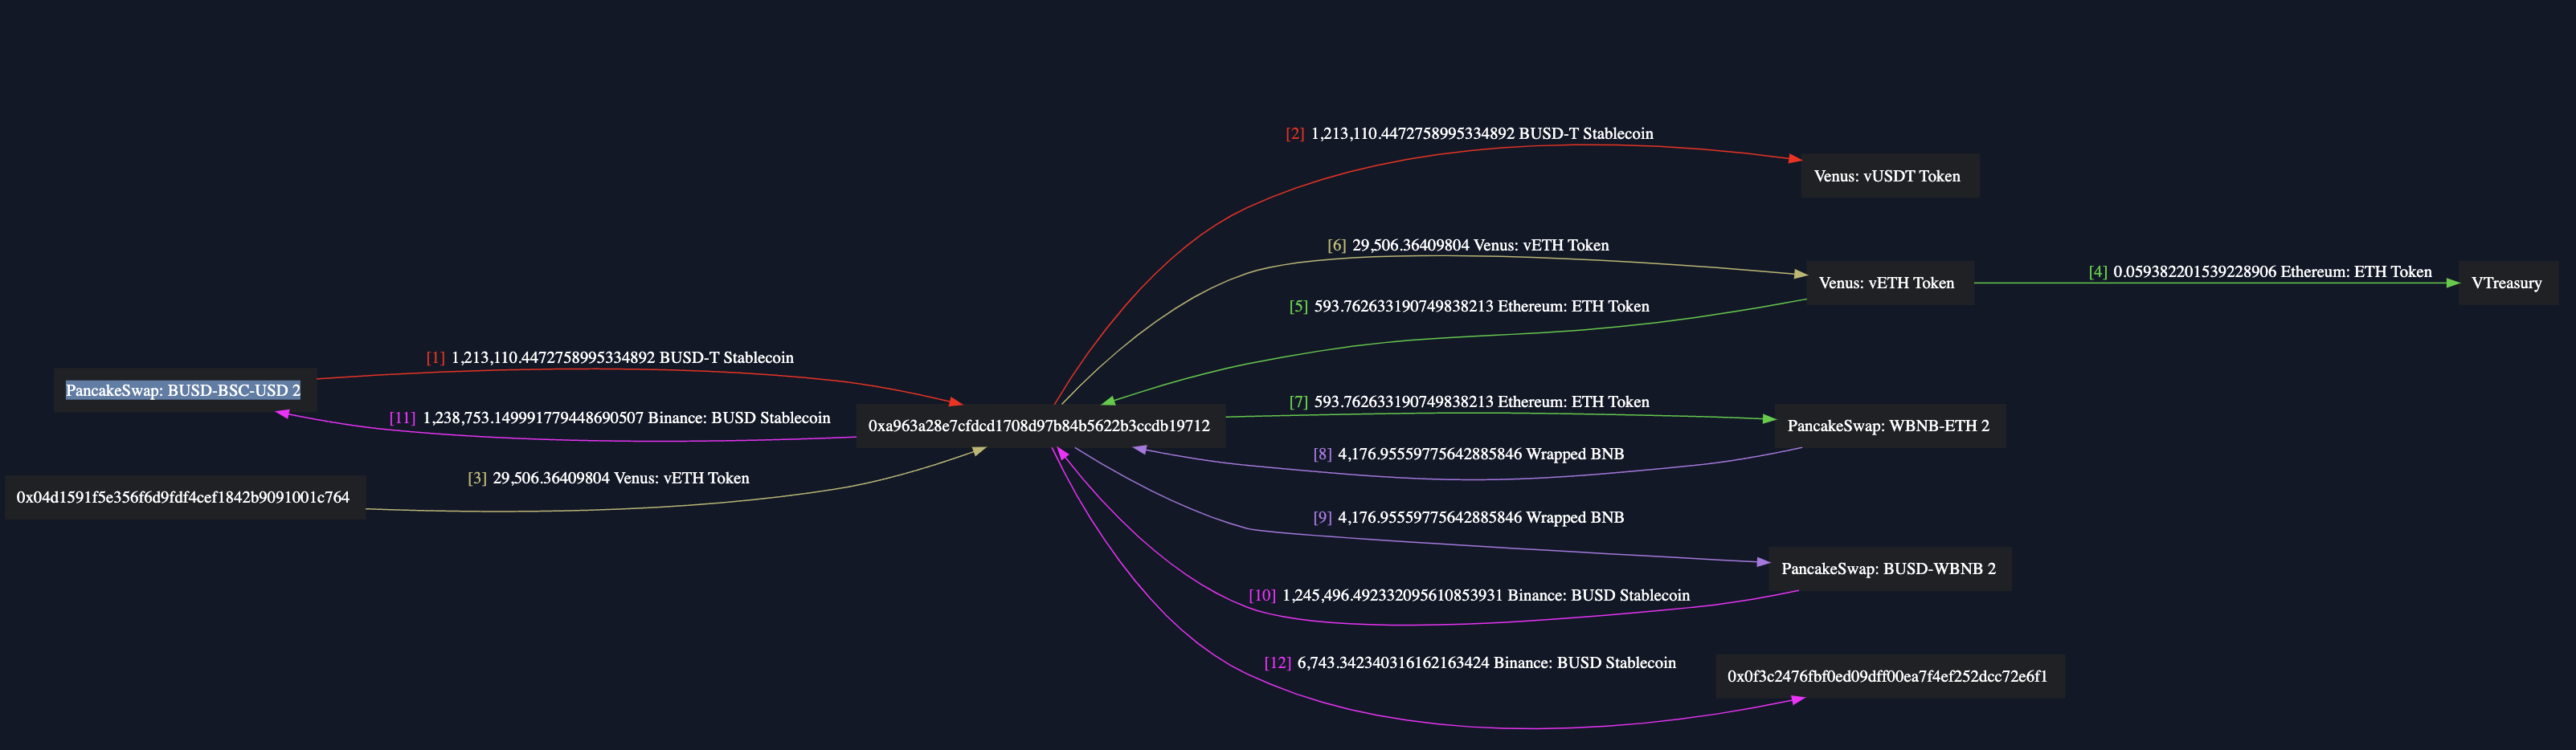 [2] 1,213,110.4472758995334892 BUSD-T Stablecoin
Venus: vUSDT Token
[6] 29,506.36409804 Venus: vETH Token
[4] 0.059382201539228906 Ethereum: ETH Token
Venus: vETH Token
VTreasury
[5] 593.762633190749838213 Ethereum: ETH Token
[1] 1,213,110.4472758995334892 BUSD-T Stablecoin
PancakeSwap: BUSD-BSC-USD 2
[7] 593.762633190749838213 Ethereum: ETH Token
[11] 1,238,753.149991779448690507 Binance: BUSD Stablecoin
0xa963a28e7cfdcd1708d97b84b5622b3ccdb19712
PancakeSwap: WBNB-ETH 2
[8] 4,176.95559775642885846 Wrapped BNB
[3] 29,506.36409804 Venus: vETH Token
0x04d1591f5e356f6d9fdf4cef1842b9091001c764
[9] 4,176.95559775642885846 Wrapped BNB
PancakeSwap: BUSD-WBNB 2
[10] 1,245,496.492332095610853931 Binance: BUSD Stablecoin
[12] 6,743.342340316162163424 Binance: BUSD Stablecoin
0x0f3c2476fbf0ed09dff00ea7f4ef252dcc72e6f1